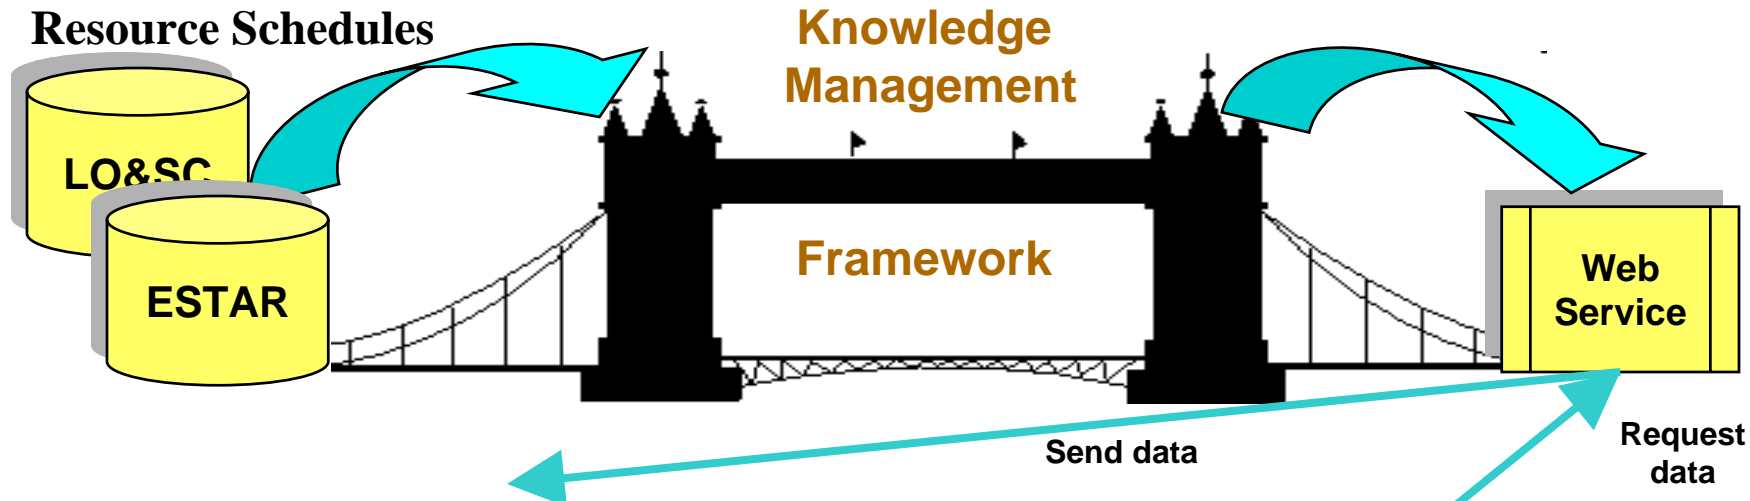 Resource Schedules
Knowledge
Management
LO&SC
ESTAR
Framework
Web
Service
Send data
Request
data